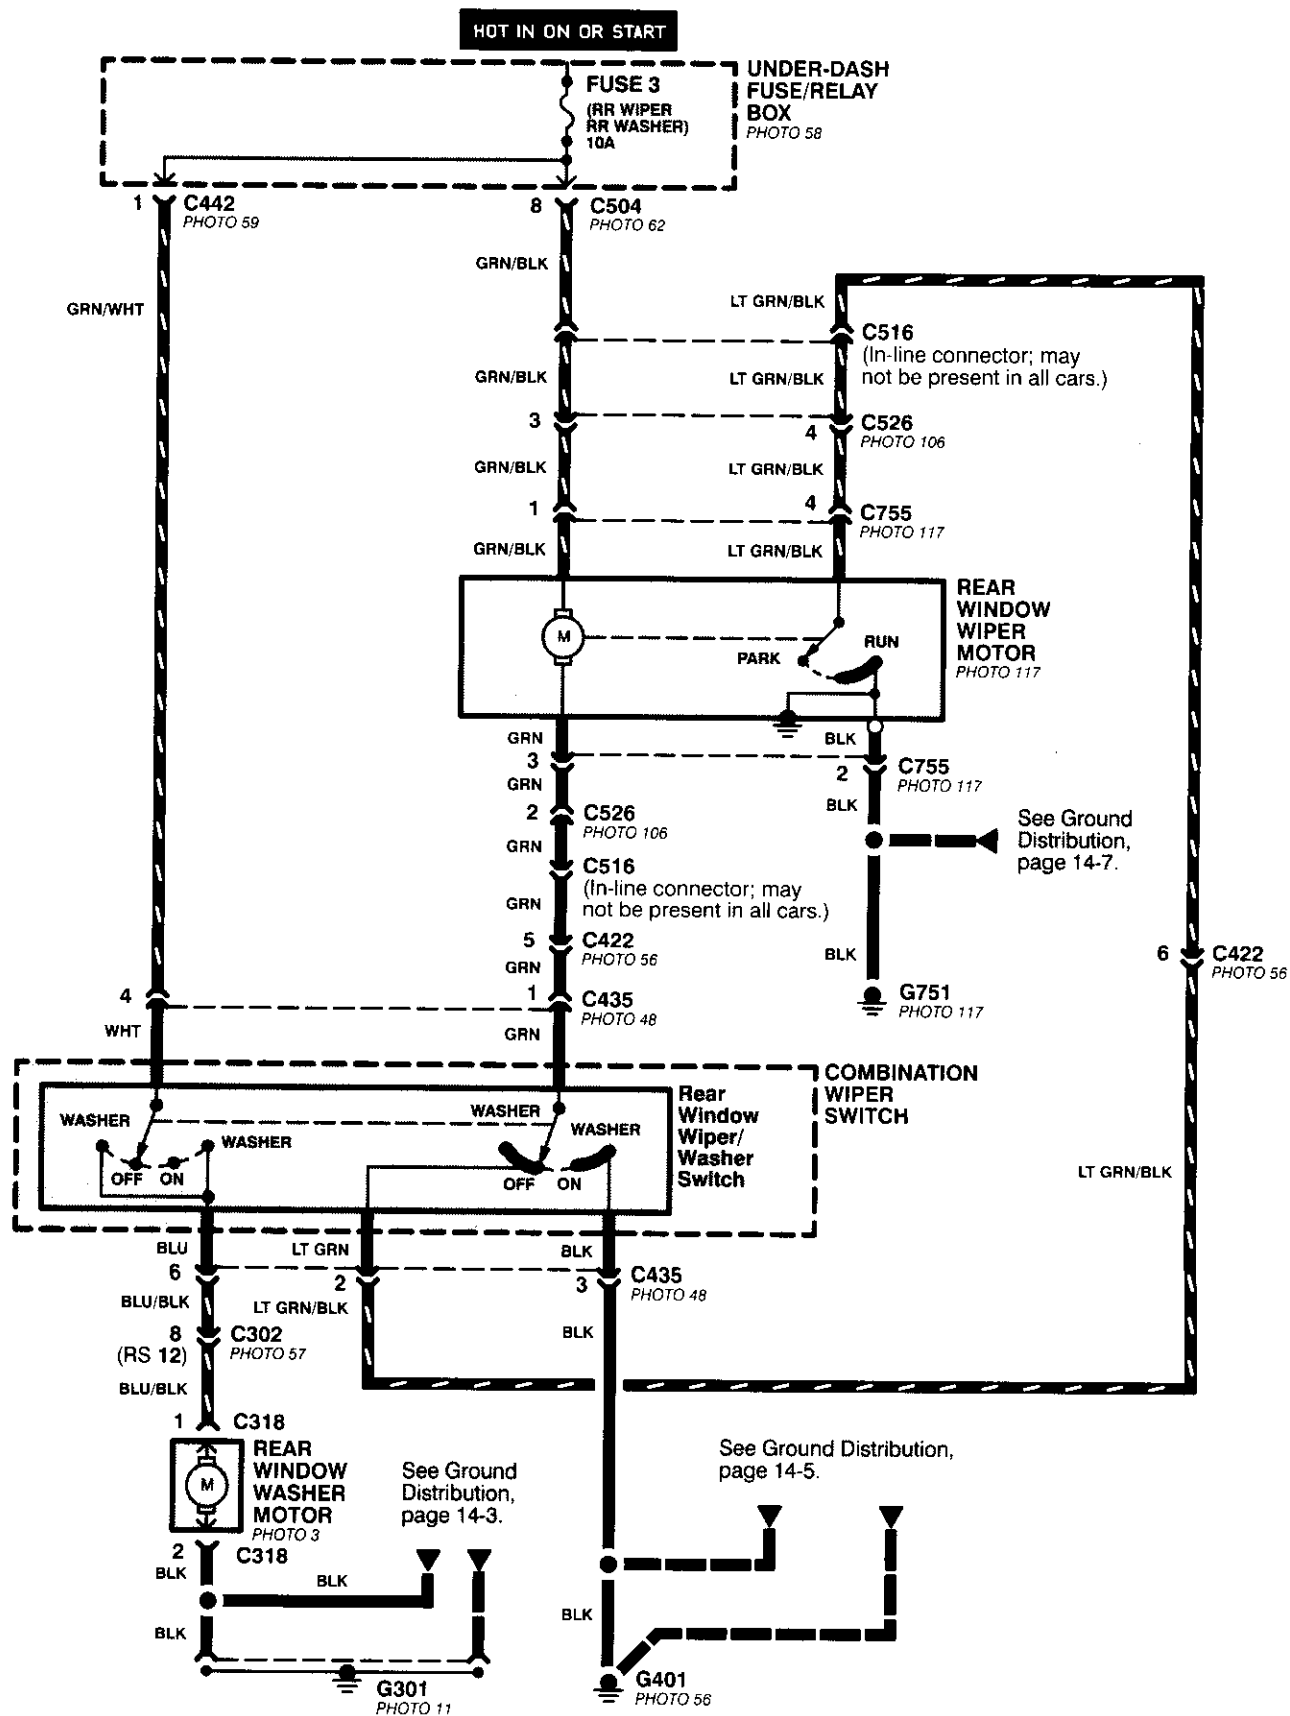 HOT IN ON OR START
UNDER-DASH
FUSE/RELAY
BOX
PHOTO 58
FUSE 3
(RR WIPER
RR WASHER)
10A
1
C442
PHOTO 59
8
C504
PHOTO 62
GRN/BLK
GRN/WHT
LT GRN/BLK
C516
(In-line connector; may
not be present in all cars.)
GRN/BLK
LT GRN/BLK
3
4
C526
PHOTO 106
GRN/BLK
LT GRN/BLK
1
4
C755
PHOTO 117
GRN/BLK
LT GRN/BLK
REAR
WINDOW
WIPER
MOTOR
PHOTO 117
M
PARK
RUN
GRN
BLK
3
2
C755
PHOTO 117
GRN
BLK
2
C526
PHOTO 106
See Ground
Distribution,
page 14-7.
GRN
C516
(In-line connector; may
not be present in all cars.)
GRN
5
C422
PHOTO 56
BLK
6
C422
PHOTO 56
GRN
4
1
C435
PHOTO 48
G751
PHOTO 117
WHT
GRN
COMBINATION
WIPER
SWITCH
Rear
Window
Wiper/
Washer
Switch
WASHER
WASHER
OFF
ON
WASHER
WASHER
OFF
ON
LT GRN/BLK
BLU
LT GRN
BLK
6
2
3
C435
PHOTO 48
BLU/BLK
LT GRN/BLK
BLK
8
(RS 12)
C302
PHOTO 57
BLU/BLK
1
C318
REAR
WINDOW
WASHER
MOTOR
PHOTO 3
M
See Ground
Distribution,
page 14-3.
See Ground Distribution,
page 14-5.
2
C318
BLK
BLK
BLK
BLK
G301
PHOTO 11
G401
PHOTO 56